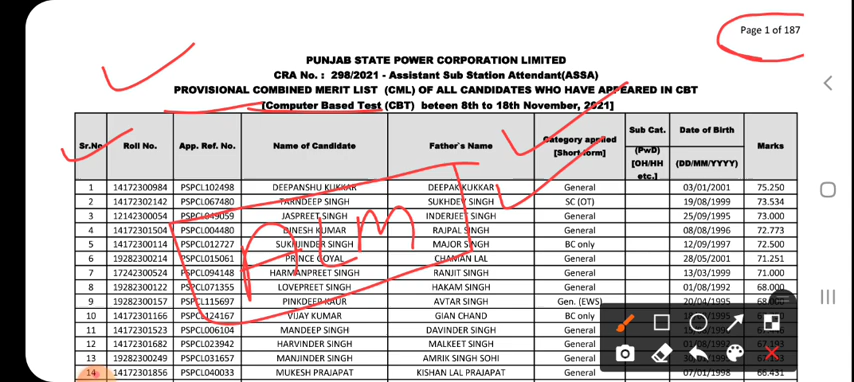 Page 1 of 187
PUNJAB STATE POWER CORPORATION LIMITED
CRA No. : 298/2021 - Assistant Sub Station Attendant(ASSA)
PROVISIONAL COMBINED MERIT LIST (CML) OF ALL CANDIDATES WHO HAVE APPEARED IN CBT
[Computer Based Test (CBT) beteen 8th to 18th November, 2021]
Sr.No. Roll No. App. Ref. No. Name of Candidate Father's Name Category applied [Short form] Sub Cat. (PwD) [OH/HH etc.] Date of Birth (DD/MM/YYYY) Marks
1 14172300984 PSPCL102498 DEEPANSHU KUKKAR DEEPAK KUKKAR General 03/01/2001 75.250
2 14172302142 PSPCL067480 TARNDEEP SINGH SUKHDEV SINGH SC (OT) 19/08/1999 73.534
3 12142300054 PSPCL049059 JASPREET SINGH INDERJEET SINGH General 25/09/1995 73.000
4 14172301504 PSPCL004480 DINESH KUMAR RAJPAL SINGH General 08/08/1996 72.773
5 14172300114 PSPCL012727 SUKHJINDER SINGH MAJOR SINGH BC only 12/09/1997 72.500
6 19282300214 PSPCL015061 PRINCE GOYAL CHAMAN LAL General 28/05/2001 71.251
7 17242300524 PSPCL094148 HARMANPREET SINGH RANJIT SINGH General 13/03/1999 71.000
8 19282300122 PSPCL071355 LOVEPREET SINGH HAKAM SINGH General 01/08/1992 68.000
9 19282300157 PSPCL115697 PINKDEEP KAUR AVTAR SINGH Gen. (EWS) 20/04/1995
10 14172301166 PSPCL124167 VIJAY KUMAR GIAN CHAND BC only
11 14172301523 PSPCL006104 MANDEEP SINGH DAVINDER SINGH General
12 14172301682 PSPCL023942 HARVINDER SINGH MALKEET SINGH General
13 19282300249 PSPCL031657 MANJINDER SINGH AMRIK SINGH SOHI General
14 14172301856 PSPCL040033 MUKESH PRAJAPAT KISHAN LAL PRAJAPAT General 07/01/1998 66.431